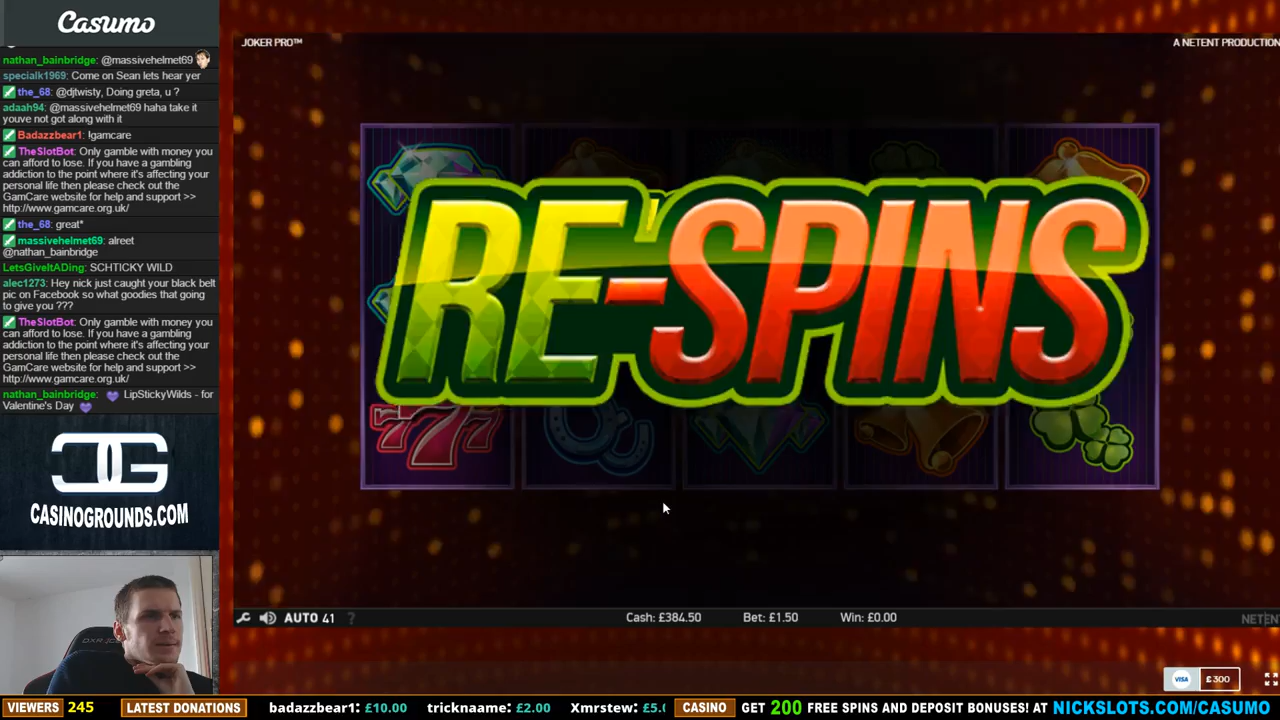 Casumo
nathan_bainbridge: @massivehelmet69
specialk1969: Come on Sean lets hear yer
the_68: @djtwisty, Doing greta, u ?
adaah94: @massivehelmet69 haha take it
youve not got along with it
Badazzbear1: !gamcare
TheSlotBot: Only gamble with money you
can afford to lose. If you have a gambling
addiction to the point where it's affecting your
personal life then please check out the
GamCare website for help and support >>
http://www.gamcare.org.uk/
the_68: great*
massivehelmet69: alreet
@nathan_bainbridge
LetsGiveItADing: SCHTICKY WILD
alec1273: Hey nick just caught your black belt
pic on Facebook so what goodies that going
to give you ???
TheSlotBot: Only gamble with money you
can afford to lose. If you have a gambling
addiction to the point where it's affecting your
personal life then please check out the
GamCare website for help and support >>
http://www.gamcare.org.uk/
nathan_bainbridge: LipStickyWilds - for
Valentine's Day
CG
CASINOGROUNDS.COM
JOKER PRO™
A NETENT PRODUCTION
RE-SPINS
777
AUTO 41 ?
Cash: £384.50 Bet: £1.50 Win: £0.00
NETEN
VISA £300
VIEWERS 245 LATEST DONATIONS badazzbear1: £10.00 tricknaame: £2.00 Xmrstew: £5.0 CASINO GET 200 FREE SPINS AND DEPOSIT BONUSES! AT NICKSLOTS.COM/CASUMO